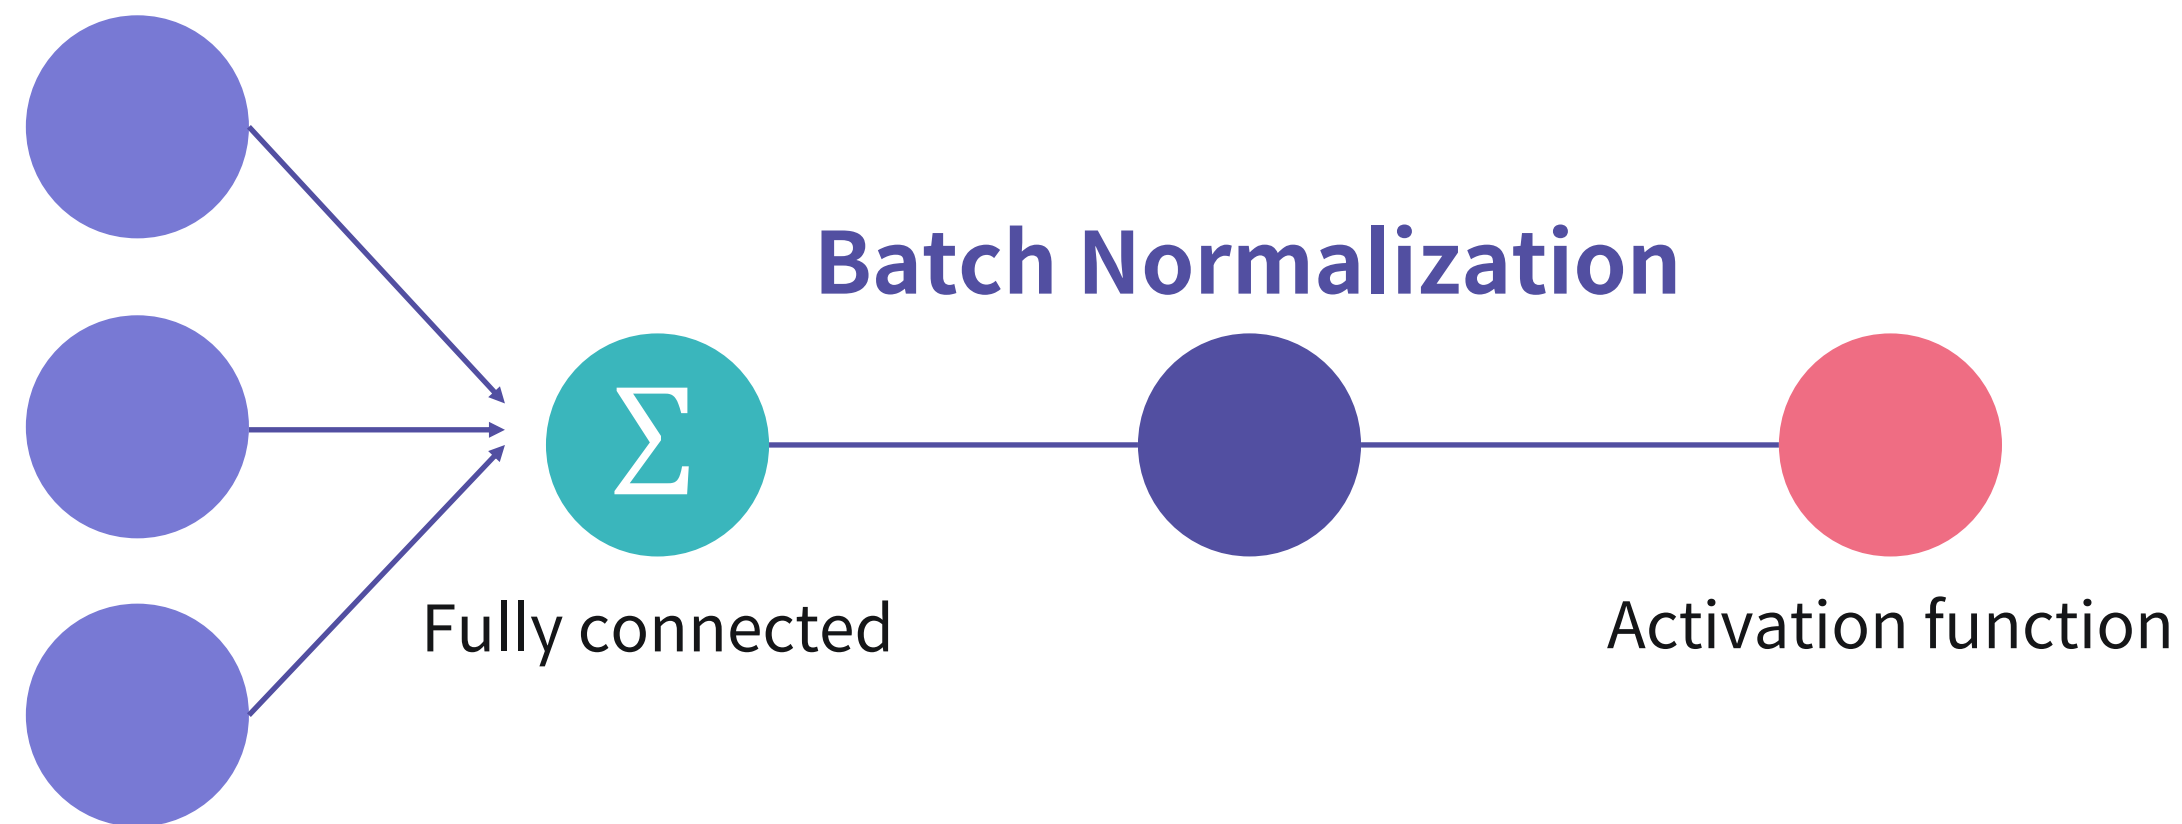 Batch Normalization
Σ
Fully connected
Activation function